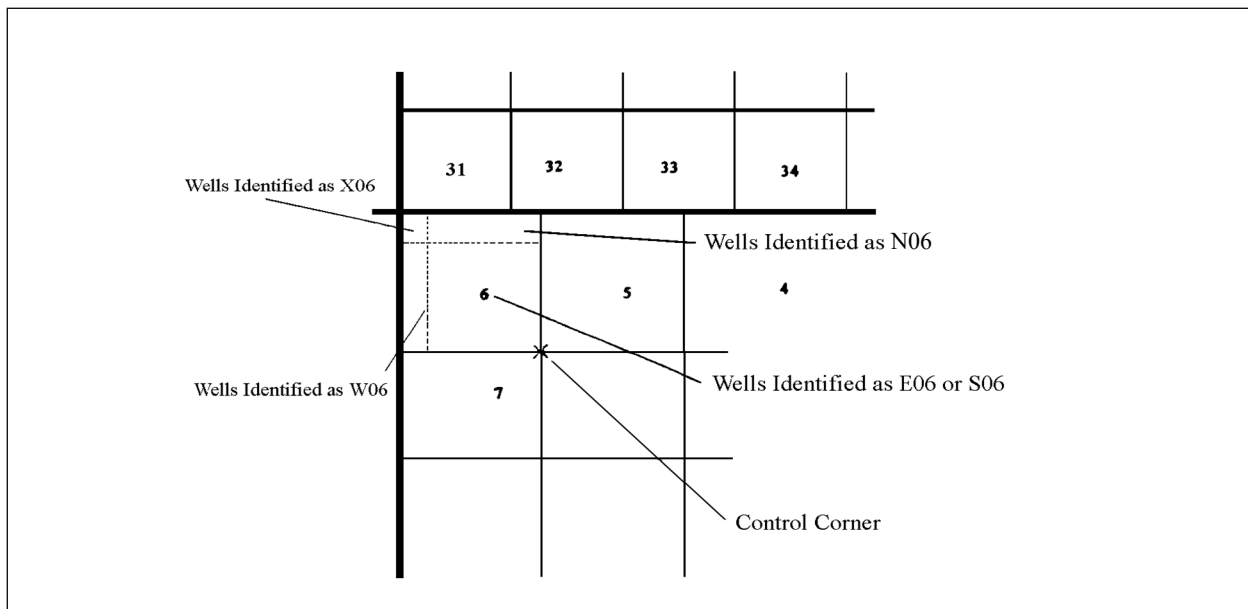 31 32 33 34
Wells Identified as X06
Wells Identified as N06
6 5 4
Wells Identified as W06
Wells Identified as E06 or S06
7
Control Corner